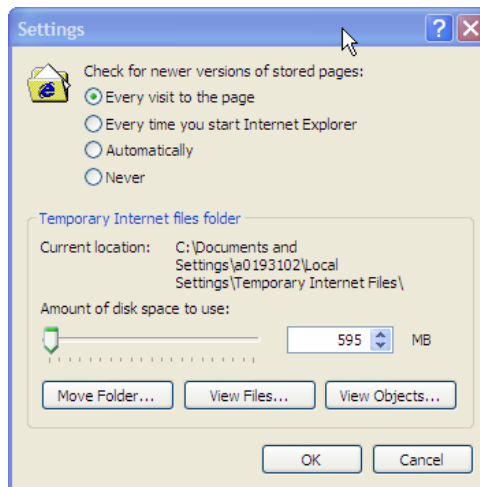 Settings
Check for newer versions of stored pages:
Every visit to the page
Every time you start Internet Explorer
Automatically
Never
Temporary Internet files folder
Current location: C:\Documents and
Settings\a0193102\Local
Settings\Temporary Internet Files\
Amount of disk space to use:
595 MB
Move Folder... View Files... View Objects...
OK Cancel